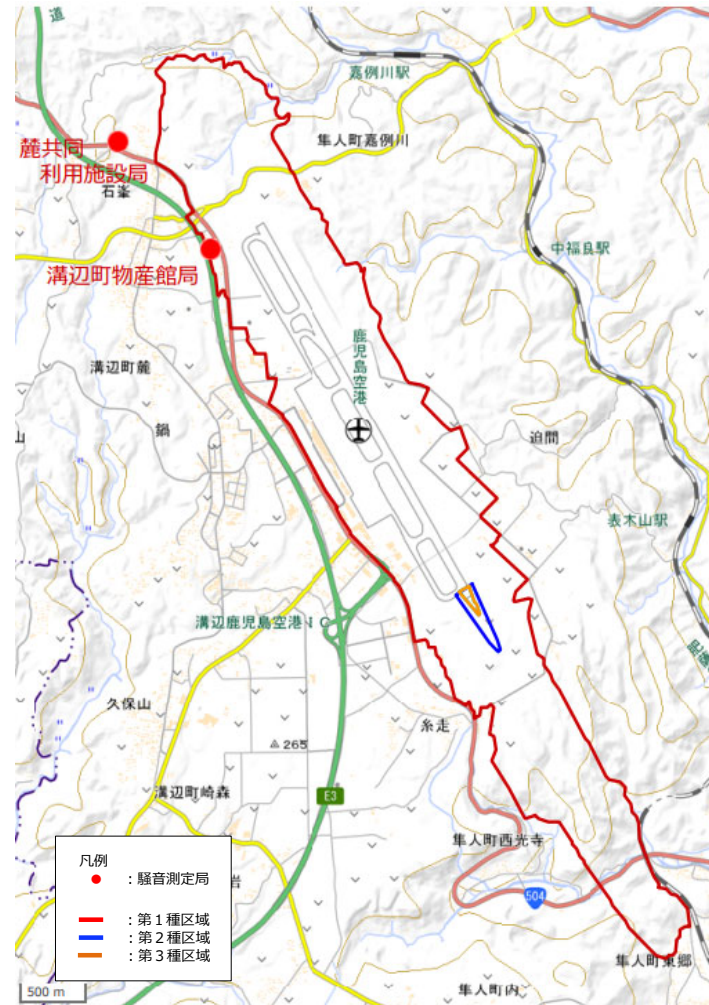 道
嘉例川駅
麓共同
利用施設局
隼人町嘉例川
石峯
中福良駅
溝辺町物産館局
鹿児島空港
溝辺町麓
山
鍋
迫間
表木山駅
溝辺鹿児島空港IC
久保山
糸走
265
溝辺町崎森
E3
隼人町西光寺
凡例
：騒音測定局
岩
504
：第１種区域
：第２種区域
：第３種区域
隼人町東郷
500 m
隼人町内